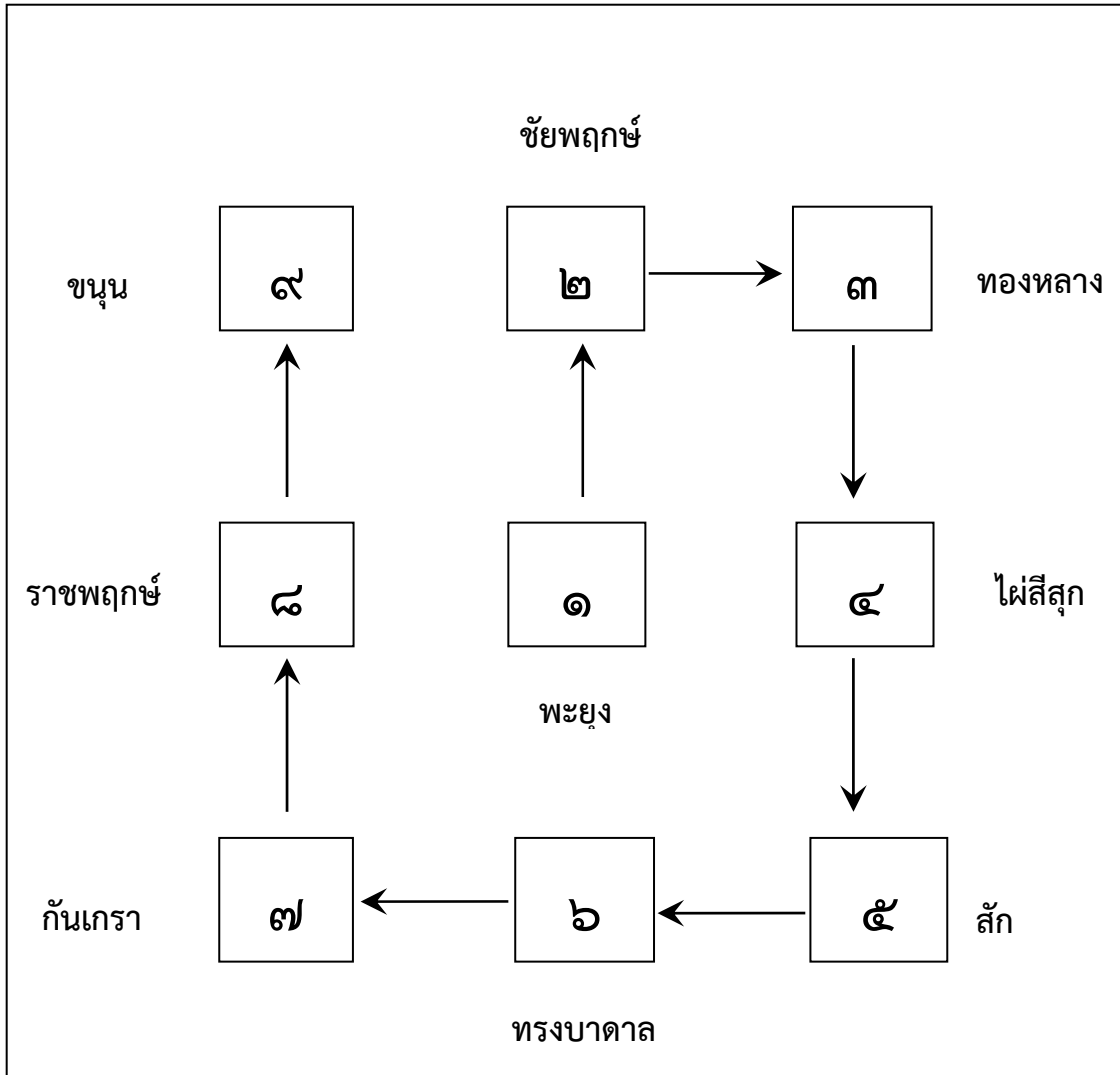 ชัยพฤกษ์
ขนุน ๙ ๒ ๓ ทองหลาง
ราชพฤกษ์ ๘ ๑ ๔ ไผ่สีสุก
พะยุง
กันเกรา ๗ ๖ ๕ สัก
ทรงบาดาล